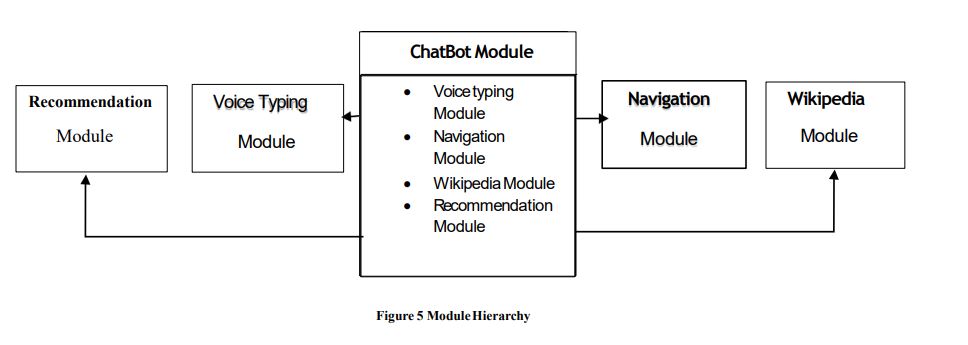 ChatBot Module
Recommendation
Module
Voice Typing
Module
• Voice typing
Module
• Navigation
Module
• Wikipedia Module
• Recommendation
Module
Navigation
Module
Wikipedia
Module
Figure 5 Module Hierarchy